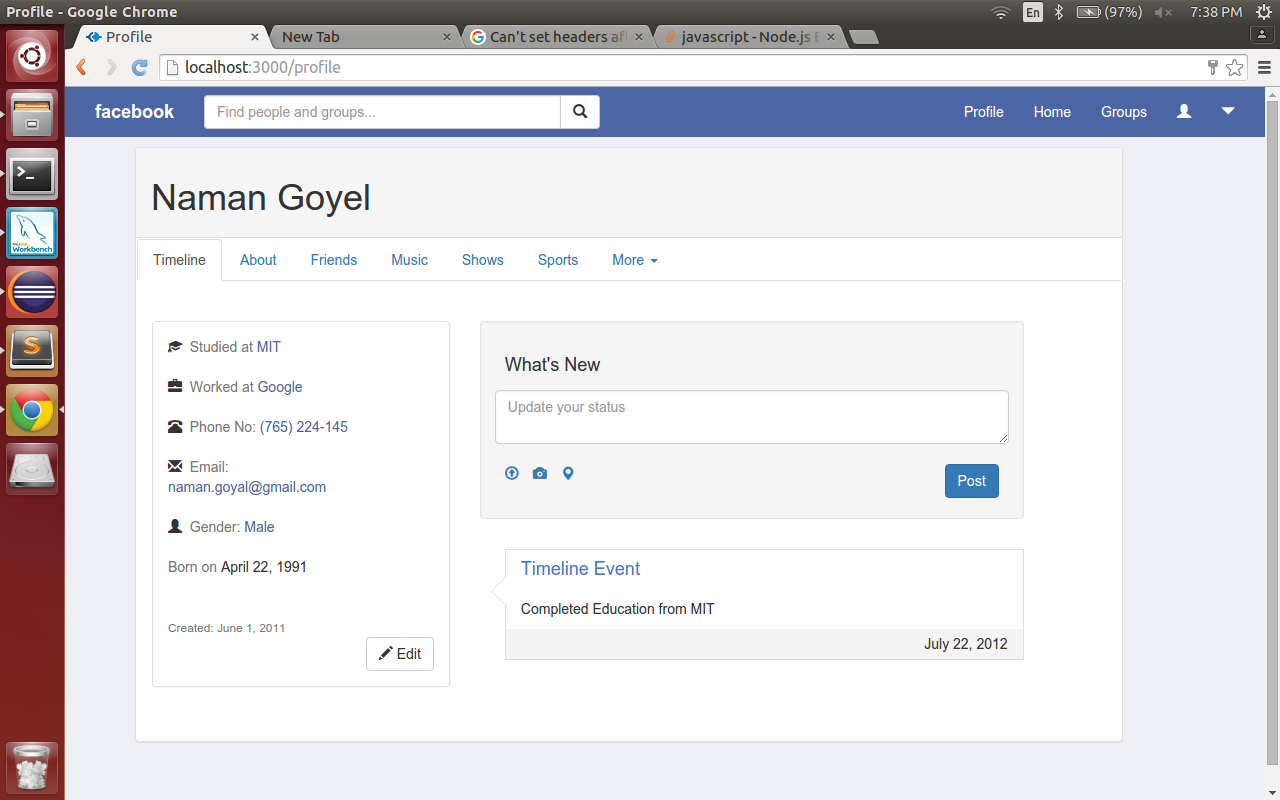 Profile - Google Chrome
En
(97%)
7:38 PM
Profile
New Tab
Can't set headers af
javascript - Node.js E
localhost:3000/profile
facebook
Find people and groups...
Profile
Home
Groups
Naman Goyel
Timeline
About
Friends
Music
Shows
Sports
More
Studied at MIT
Worked at Google
Phone No: (765) 224-145
Email:
naman.goyal@gmail.com
Gender: Male
Born on April 22, 1991
Created: June 1, 2011
Edit
What's New
Update your status
Post
Timeline Event
Completed Education from MIT
July 22, 2012
Workbench
S